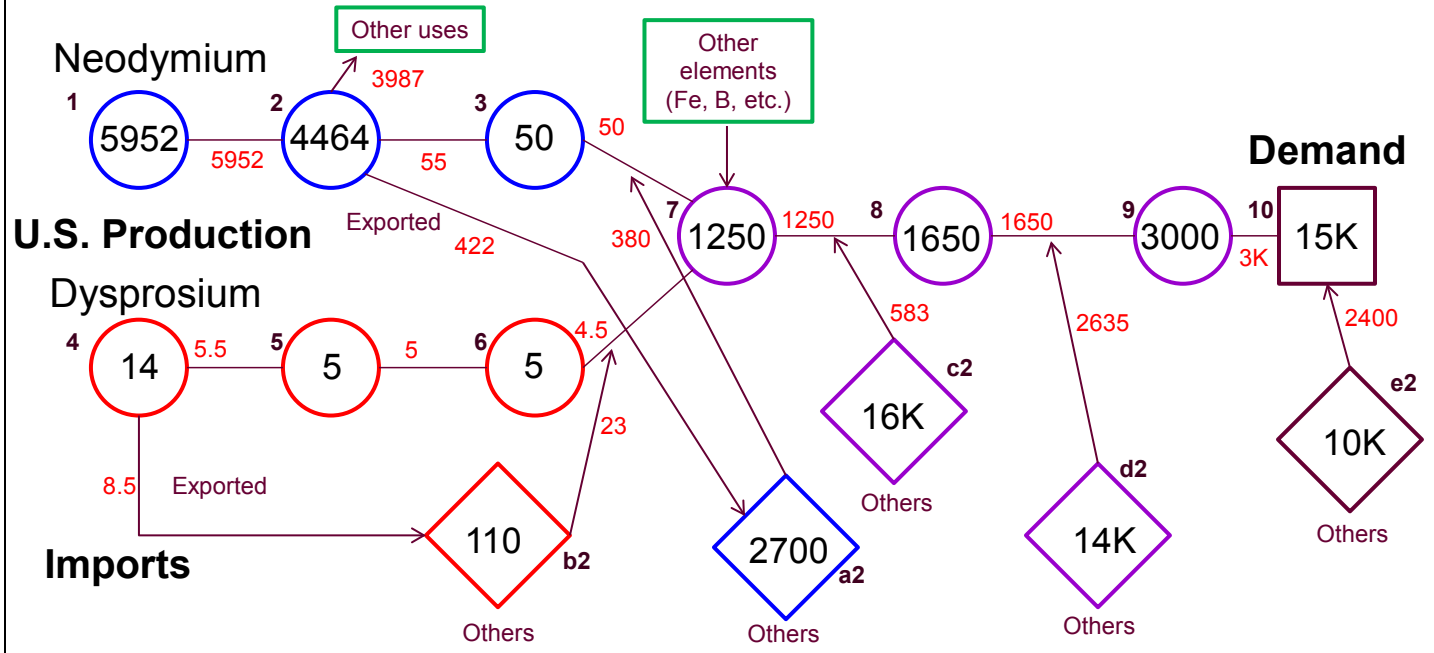 Other uses
Other
elements
(Fe, B, etc.)
Neodymium
3987
1
2
3
5952
4464
50
50
5952
55
Demand
7
1250
1250
8
1650
1650
9
3000
10
15K
3K
Exported
U.S. Production
422
380
Dysprosium
4
14
5.5
5
5
5
6
5
4.5
583
2635
2400
c2
16K
e2
10K
23
8.5
Exported
Others
d2
14K
Others
Imports
110
b2
2700
a2
Others
Others
Others